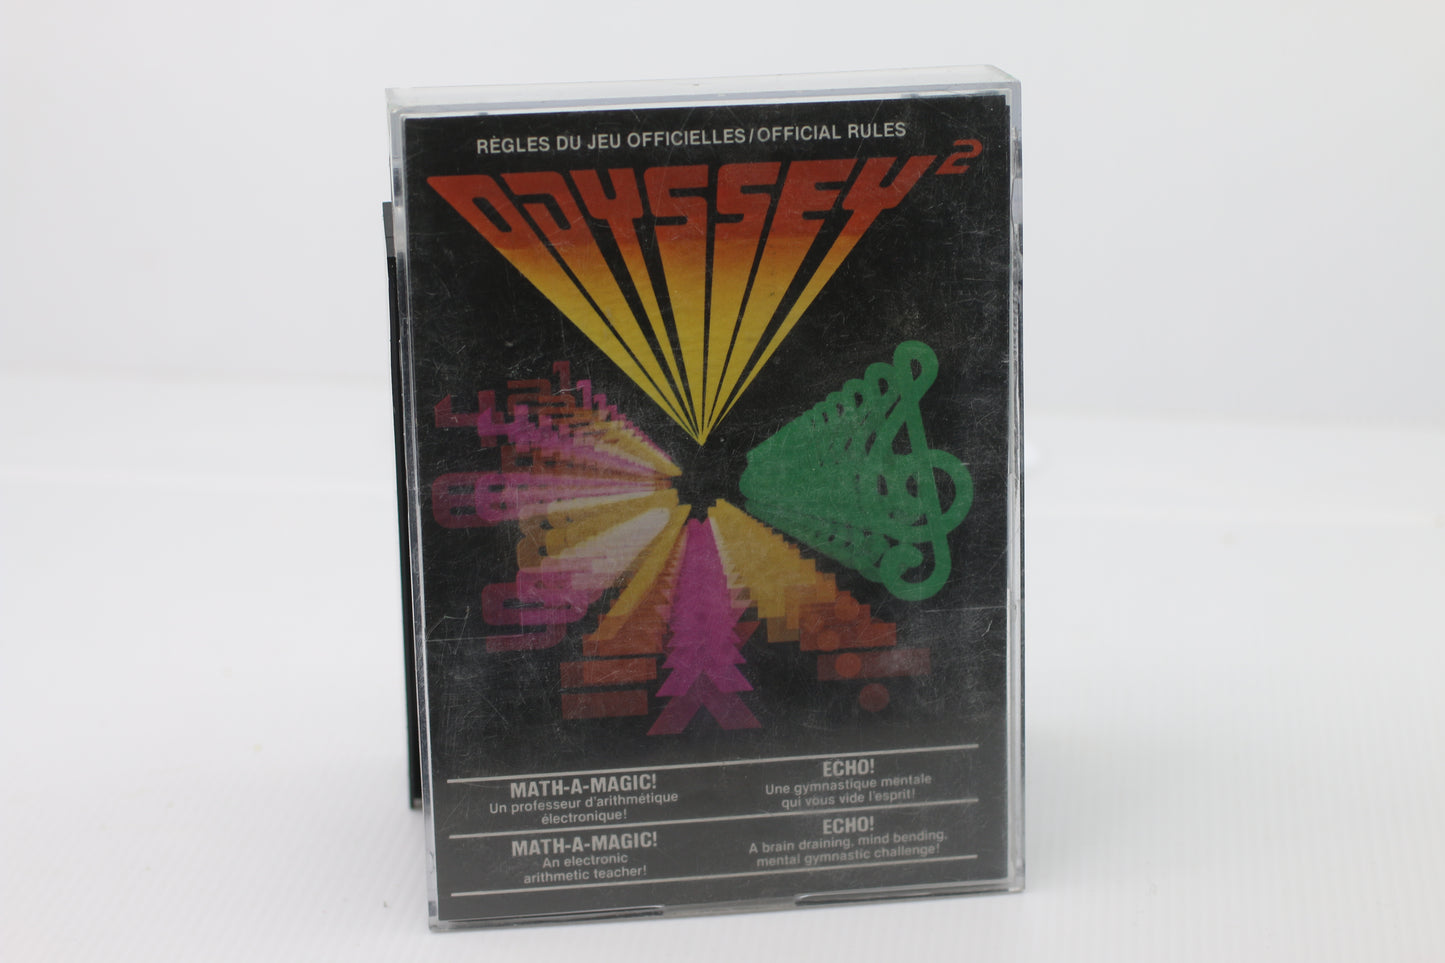 RÈGLES DU JEU OFFICIELLES/OFFICIAL RULES
ODYSSEY²
MATH-A-MAGIC!
Un professeur d'arithmétique
électronique!
ECHO!
Une gymnastique mentale
qui vous vide l'esprit!
MATH-A-MAGIC!
An electronic
arithmetic teacher!
ECHO!
A brain draining, mind bending,
mental gymnastic challenge!